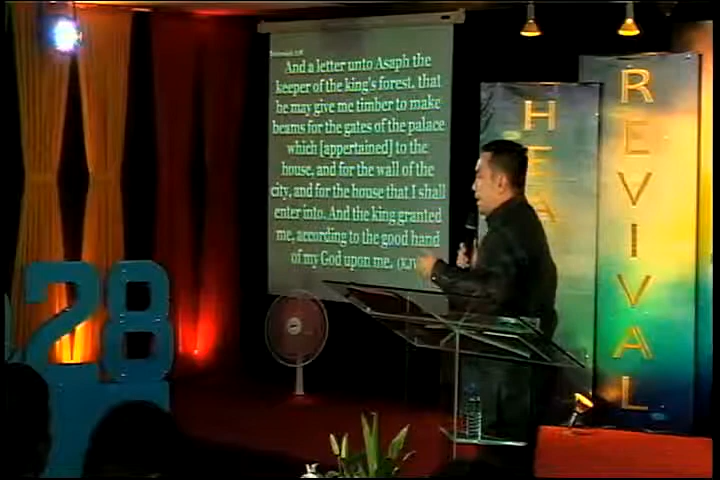 And a letter unto Asaph the
keeper of the king's forest, that
he may give me timber to make
beams for the gates of the palace
which [appertained] to the
house, and for the wall of the
city, and for the house that I shall
enter into. And the king granted
me, according to the good hand
of my God upon me.
HEA
REVIVAL
28